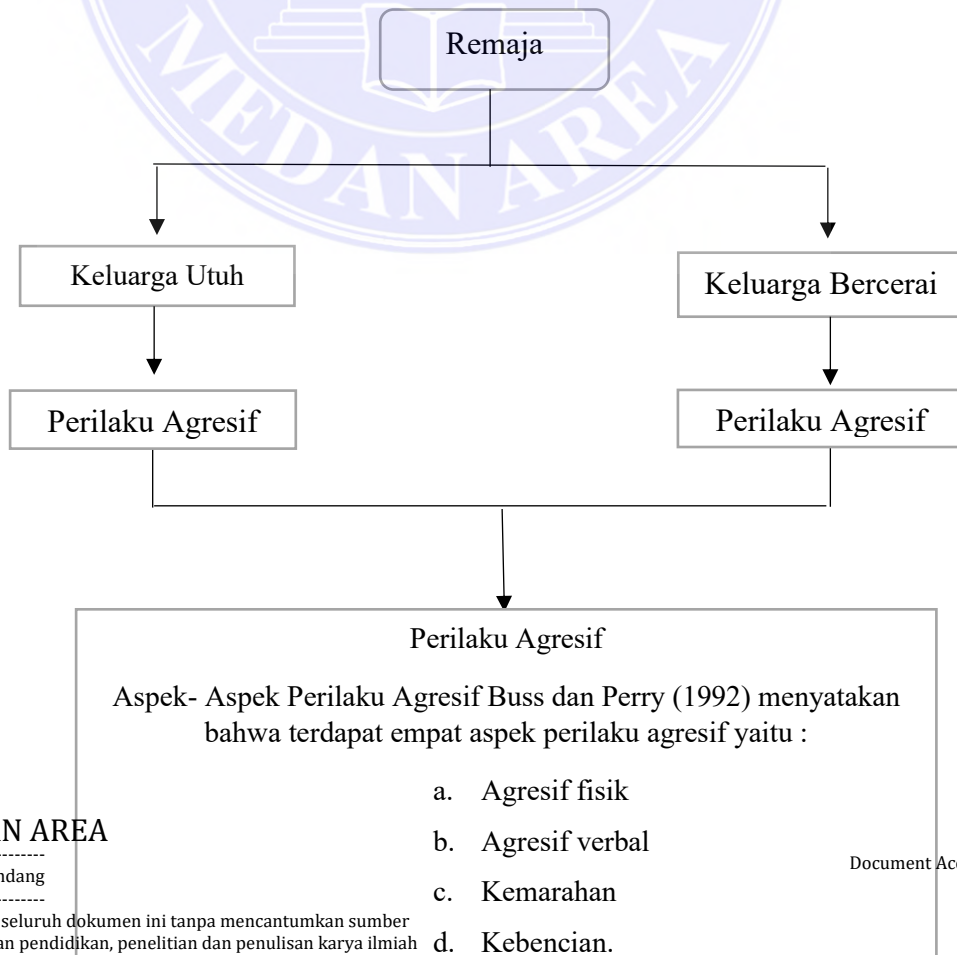 MEDAN AREA
Remaja
Keluarga Utuh
Keluarga Bercerai
Perilaku Agresif
Perilaku Agresif
Perilaku Agresif
Aspek- Aspek Perilaku Agresif Buss dan Perry (1992) menyatakan
bahwa terdapat empat aspek perilaku agresif yaitu :
a. Agresif fisik
b. Agresif verbal
c. Kemarahan
d. Kebencian.
AREA
---------
---------
seluruh dokumen ini tanpa mencantumkan sumber
pendidikan, penelitian dan penulisan karya ilmiah
Document